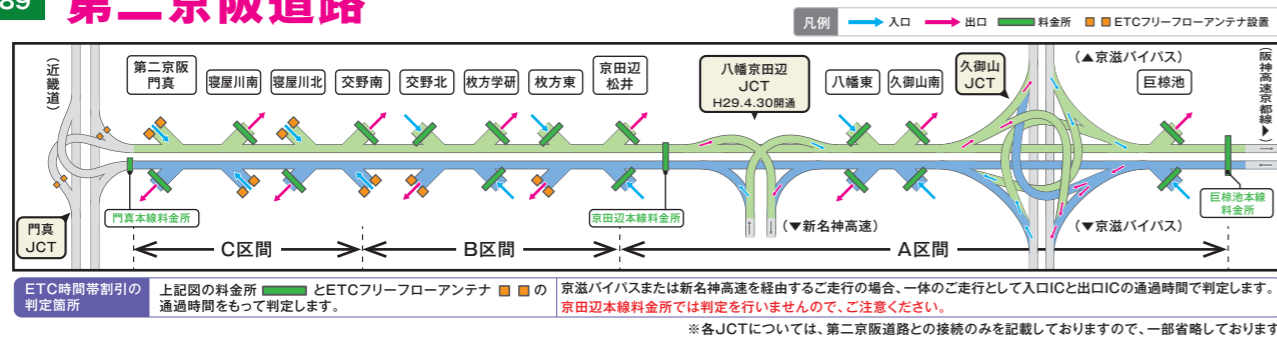 89 第二京阪道路
凡例 入口 出口 料金所 ETCフリーフローアンテナ設置
(近畿道)
第二京阪
門真
寝屋川南
寝屋川北
交野南
交野北
枚方学研
枚方東
京田辺
松井
八幡京田辺
JCT
H29.4.30開通
八幡東
久御山南
久御山
JCT
(▲京滋バイパス)
巨椋池
(阪神高速京都線▶)
門真
JCT
門真本線料金所
京田辺本線料金所
(▼新名神高速)
(▼京滋バイパス)
巨椋池本線
料金所
C区間
B区間
A区間
ETC時間帯割引の
判定箇所
上記図の料金所 とETCフリーフローアンテナ の
通過時間をもって判定します。
京滋バイパスまたは新名神高速を経由するご走行の場合、一体のご走行として入口ICと出口ICの通過時間で判定します。
京田辺本線料金所では判定を行いませんので、ご注意ください。
※各JCTについては、第二京阪道路との接続のみを記載しておりますので、一部省略しております